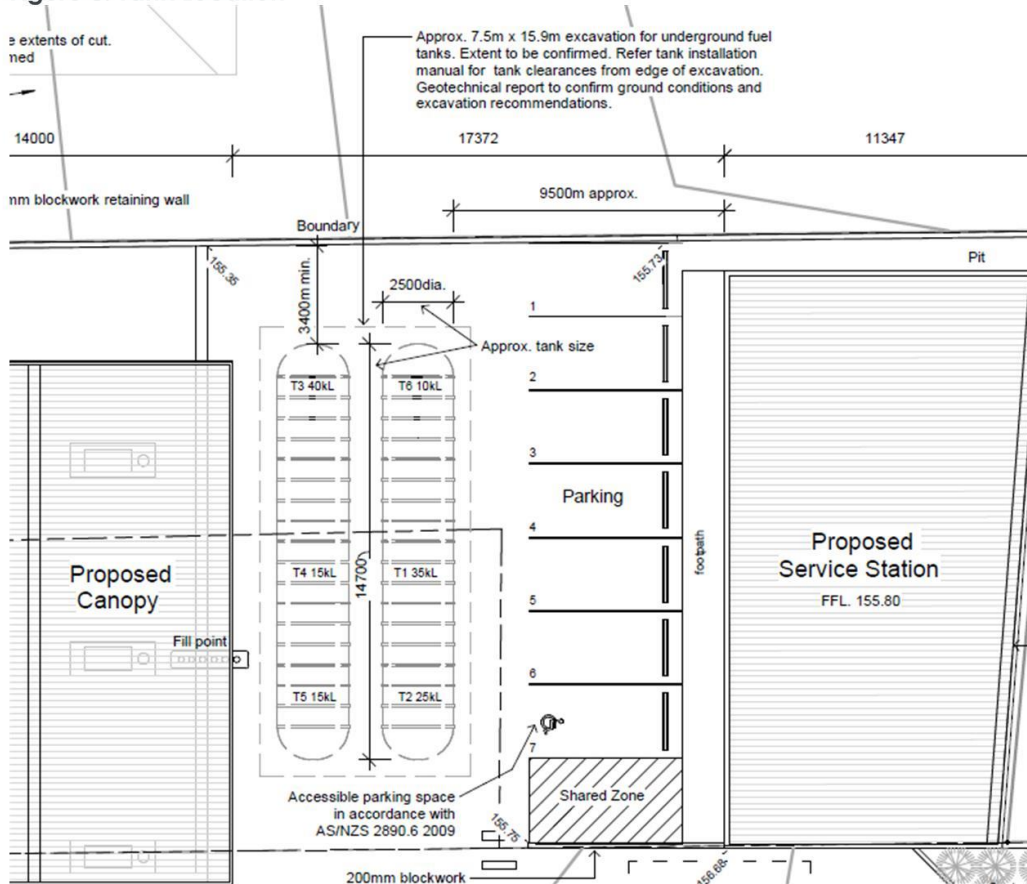 e extents of cut.
med
Approx. 7.5m x 15.9m excavation for underground fuel
tanks. Extent to be confirmed. Refer tank installation
manual for tank clearances from edge of excavation.
Geotechnical report to confirm ground conditions and
excavation recommendations.
14000
17372
11347
mm blockwork retaining wall
9500m approx.
Boundary
155.35
3400m min.
2500dia.
155.73
Pit
1
Approx. tank size
2
T3 40kL
T6 10kL
3
Parking
4
footpath
Proposed
Service Station
FFL. 155.80
Proposed
Canopy
T4 15kL
14700
T1 35kL
5
Fill point
6
T5 15kL
T2 25kL
7
Accessible parking space
in accordance with
AS/NZS 2890.6 2009
Shared Zone
155.75
200mm blockwork
156.68